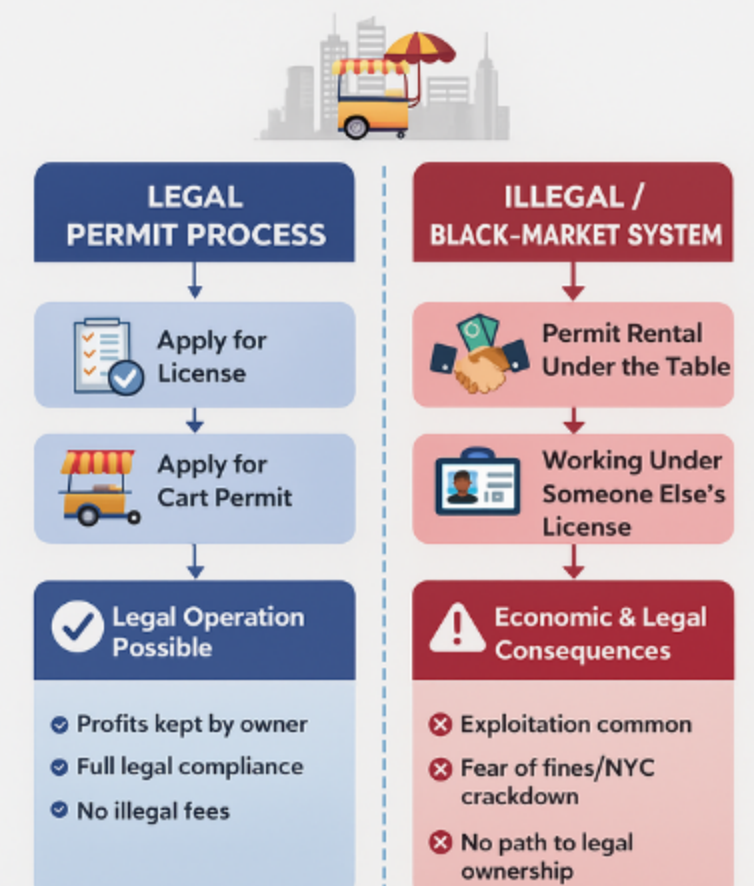 LEGAL
PERMIT PROCESS
Apply for
License
Apply for
Cart Permit
Legal Operation
Possible
Profits kept by owner
Full legal compliance
No illegal fees
ILLEGAL /
BLACK-MARKET SYSTEM
Permit Rental
Under the Table
Working Under
Someone Else's
License
Economic & Legal
Consequences
Exploitation common
Fear of fines/NYC
crackdown
No path to legal
ownership